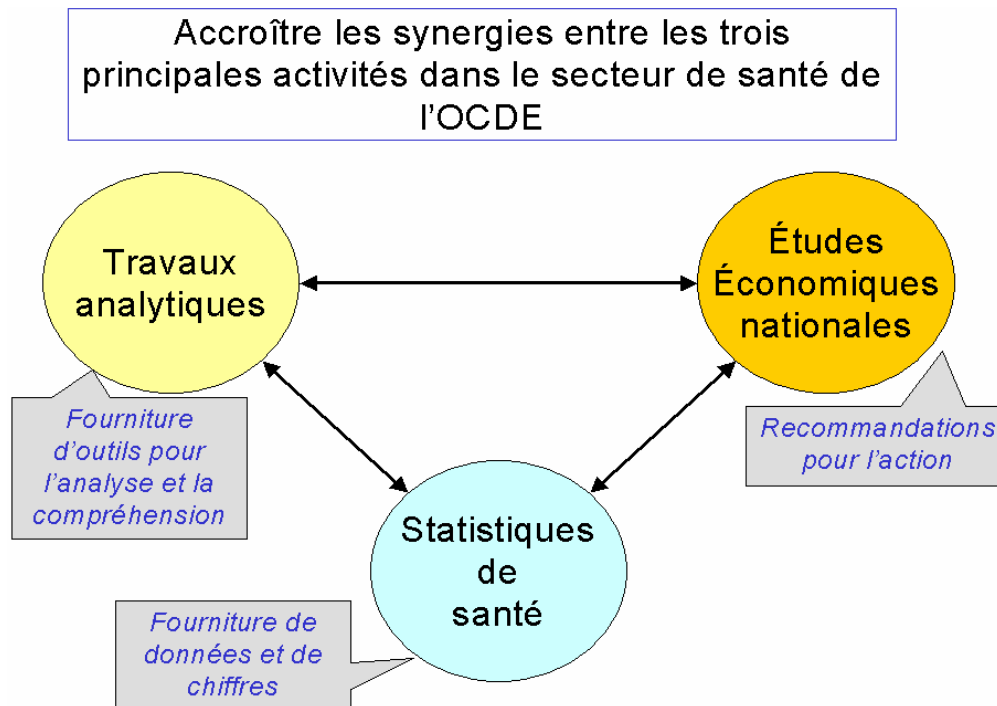 Accroître les synergies entre les trois
principales activités dans le secteur de santé de
l'OCDE
Travaux
analytiques
Études
Économiques
nationales
Fourniture
d'outils pour
l'analyse et la
compréhension
Recommandations
pour l'action
Statistiques
de
santé
Fourniture de
données et de
chiffres